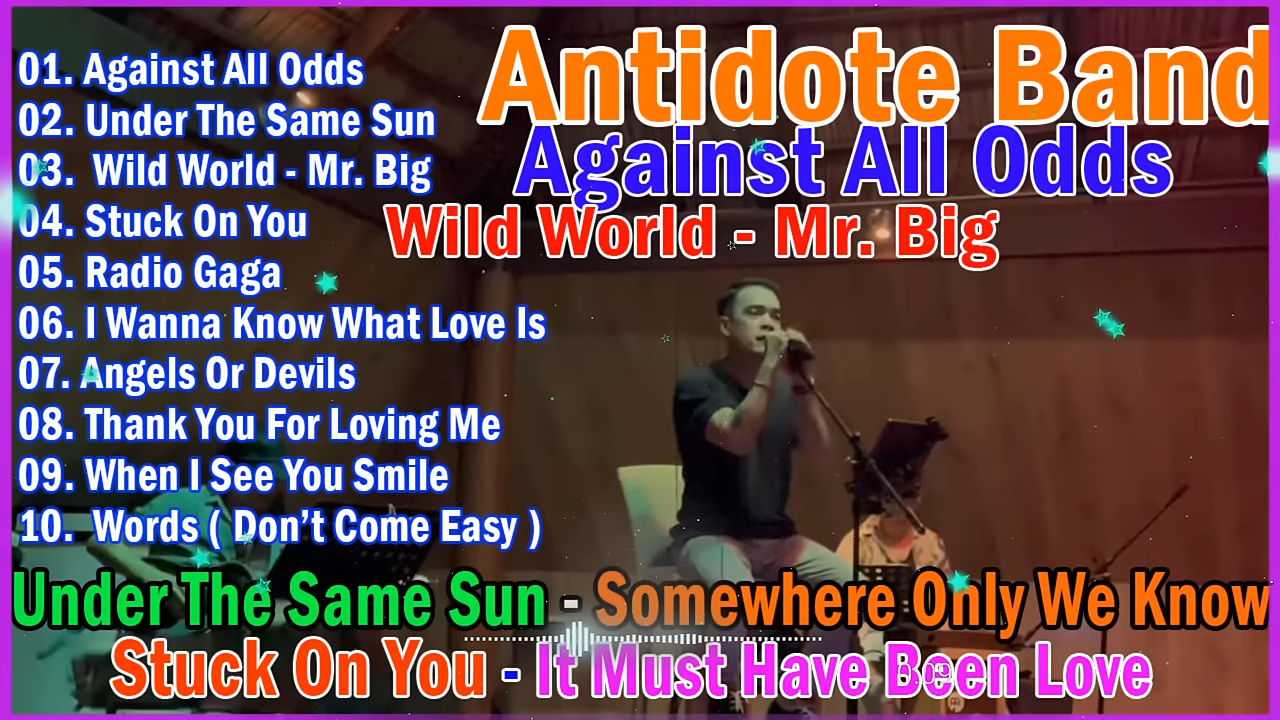 Antidote Band
Against All Odds
Wild World - Mr. Big
01. Against All Odds
02. Under The Same Sun
03. Wild World - Mr. Big
04. Stuck On You
05. Radio Gaga
06. I Wanna Know What Love Is
07. Angels Or Devils
08. Thank You For Loving Me
09. When I See You Smile
10. Words ( Don’t Come Easy )
Under The Same Sun - Somewhere Only We Know
Stuck On You - It Must Have Been Love